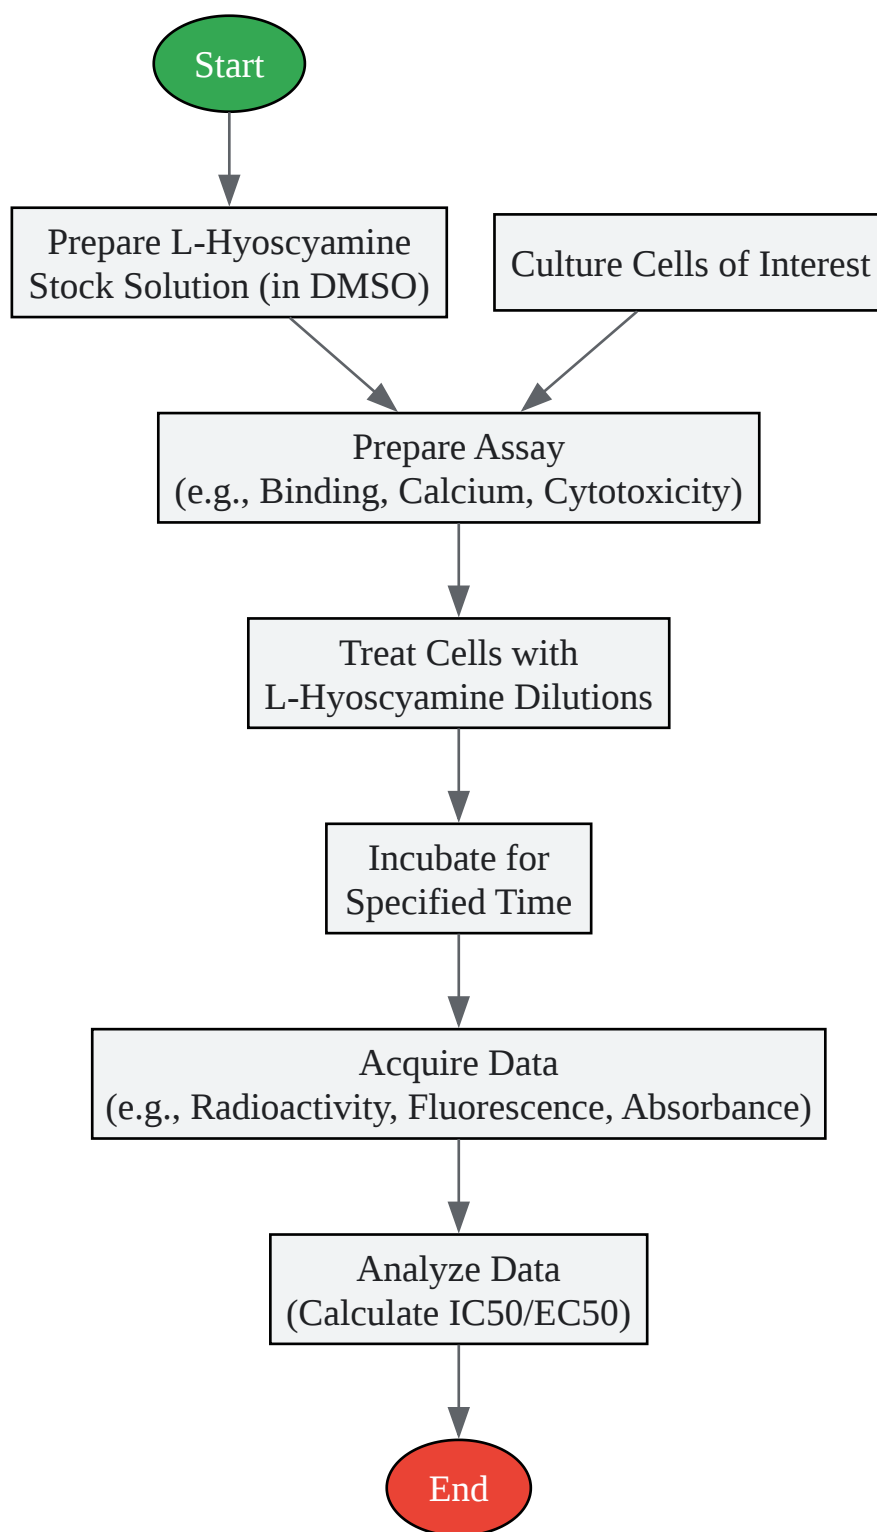 Start
Prepare L-Hyoscyamine
Stock Solution (in DMSO)
Culture Cells of Interest
Prepare Assay
(e.g., Binding, Calcium, Cytotoxicity)
Treat Cells with
L-Hyoscyamine Dilutions
Incubate for
Specified Time
Acquire Data
(e.g., Radioactivity, Fluorescence, Absorbance)
Analyze Data
(Calculate IC50/EC50)
End